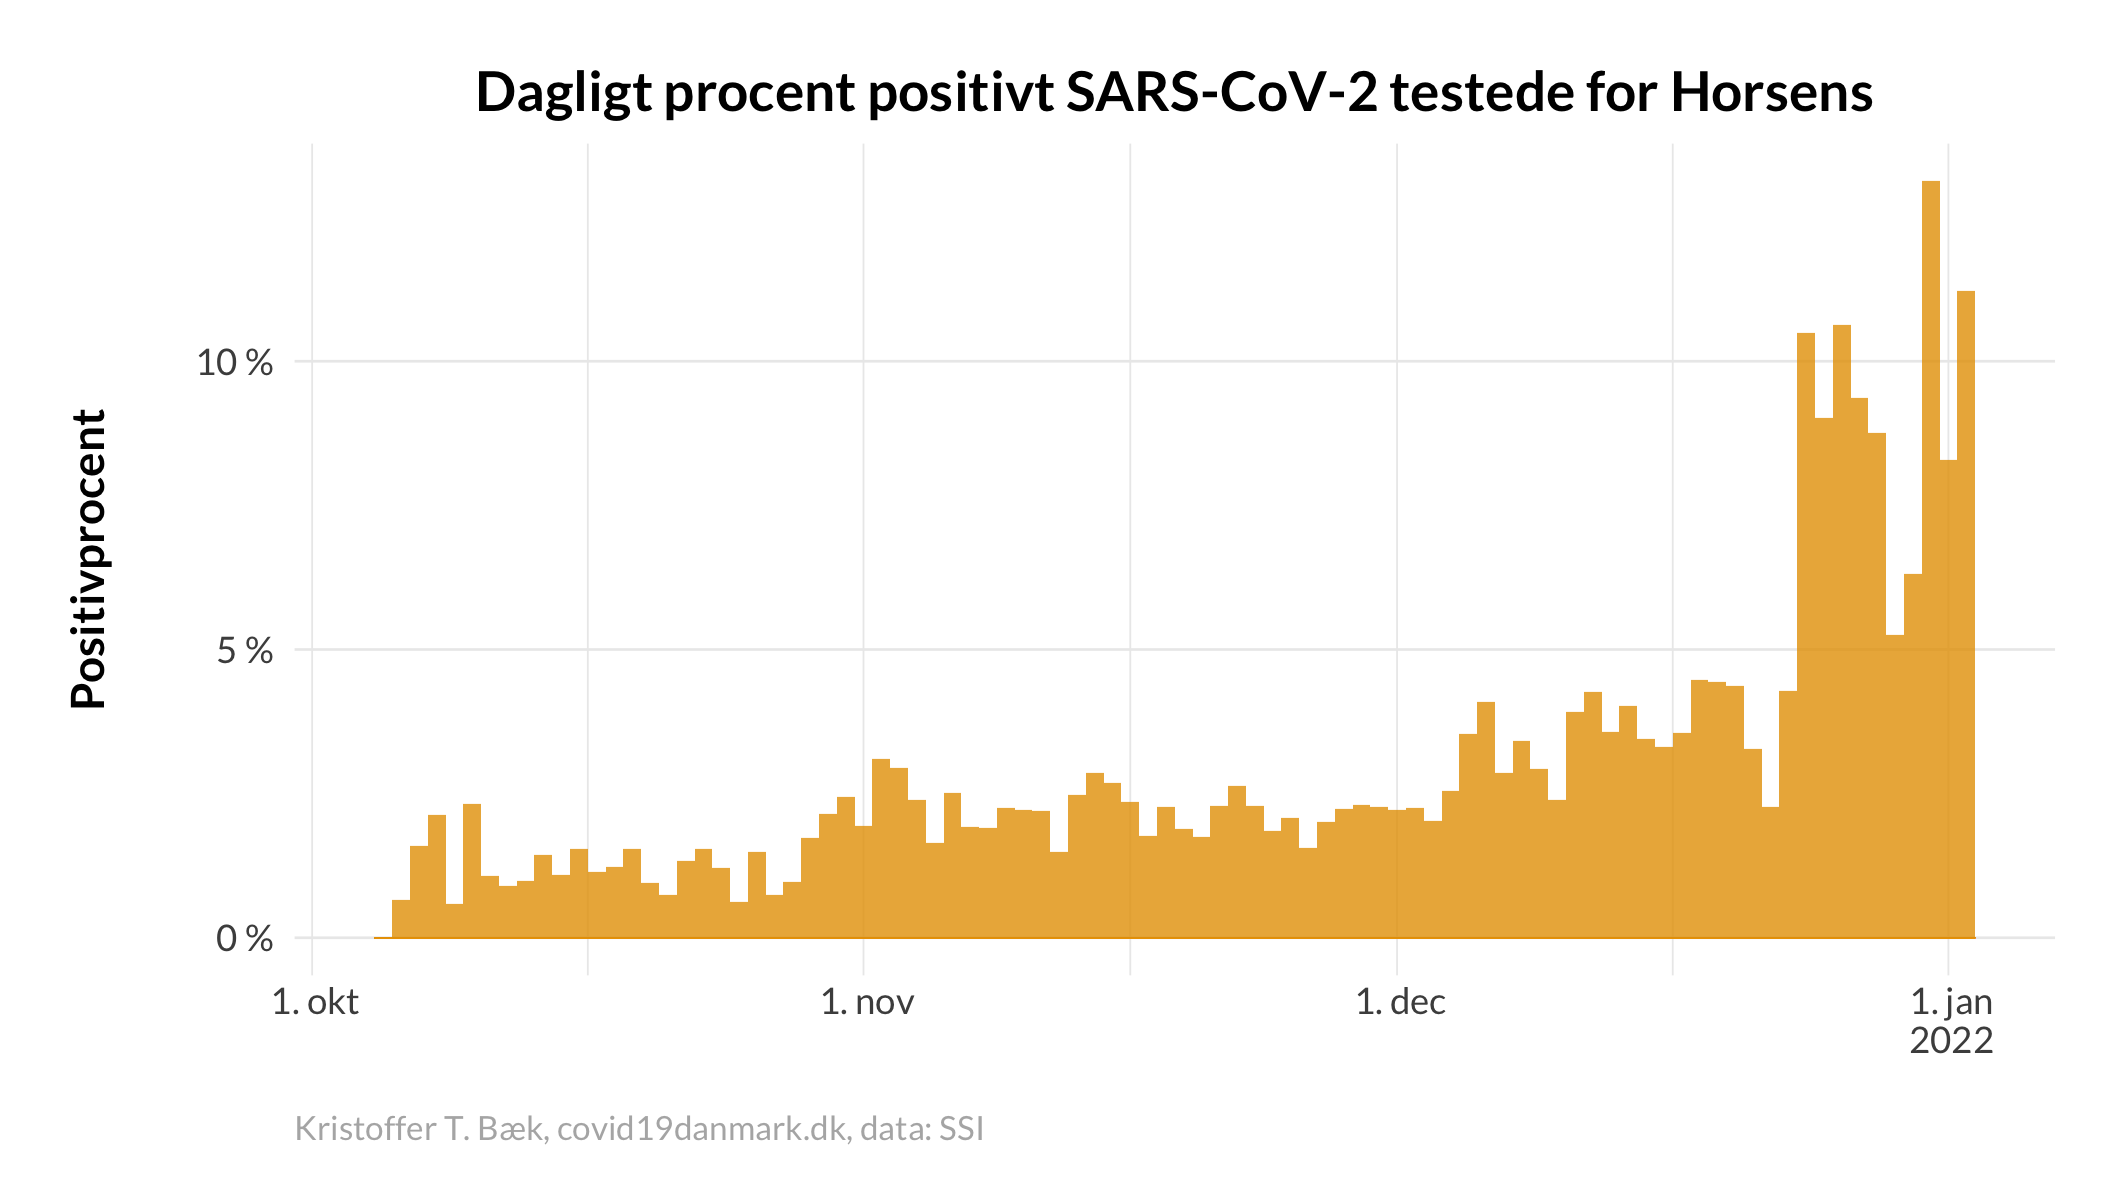 Dagligt procent positivt SARS-CoV-2 testede for Horsens
Positivprocent
10 %
5 %
0 %
1. okt
1. nov
1. dec
1. jan
2022
Kristoffer T. Bæk, covid19danmark.dk, data: SSI